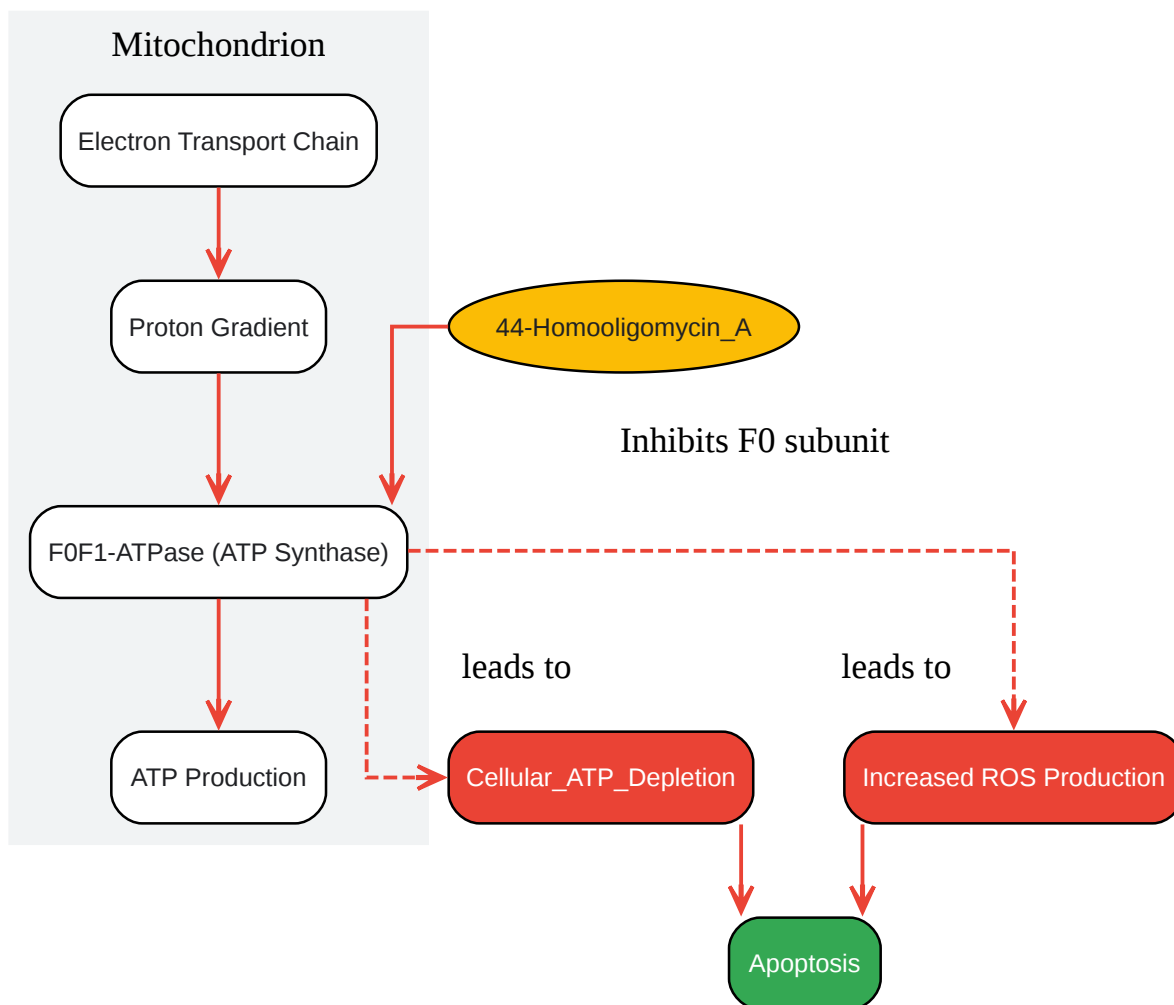 Mitochondrion
Electron Transport Chain
Proton Gradient
44-Homooligomycin_A
Inhibits F0 subunit
F0F1-ATPase (ATP Synthase)
leads to
leads to
ATP Production
Cellular_ATP_Depletion
Increased ROS Production
Apoptosis